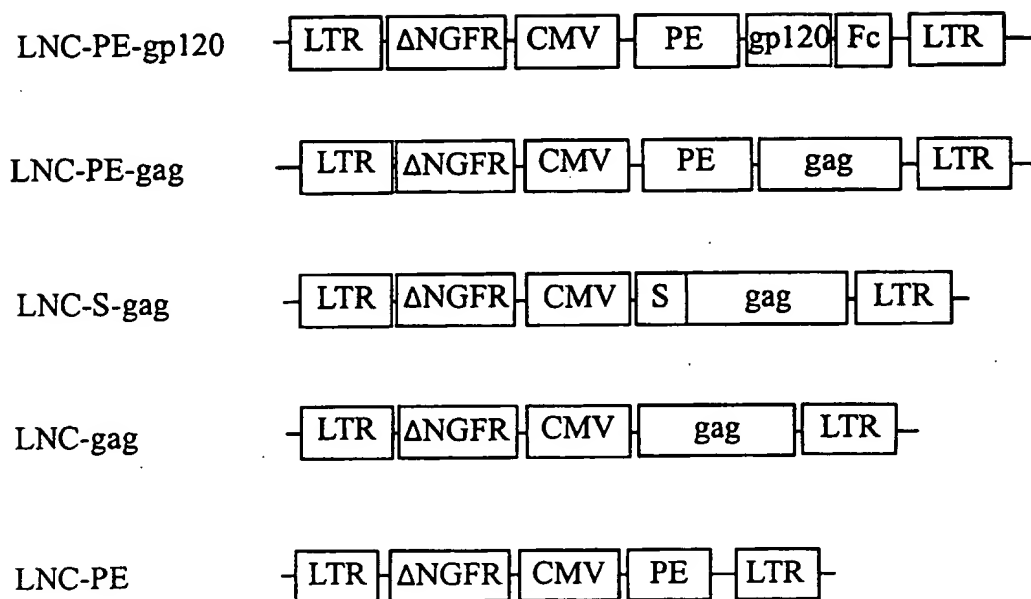 LNC-PE-gp120 LTR ΔNGFR CMV PE gp120 Fc LTR
LNC-PE-gag LTR ΔNGFR CMV PE gag LTR
LNC-S-gag LTR ΔNGFR CMV S gag LTR
LNC-gag LTR ΔNGFR CMV gag LTR
LNC-PE LTR ΔNGFR CMV PE LTR